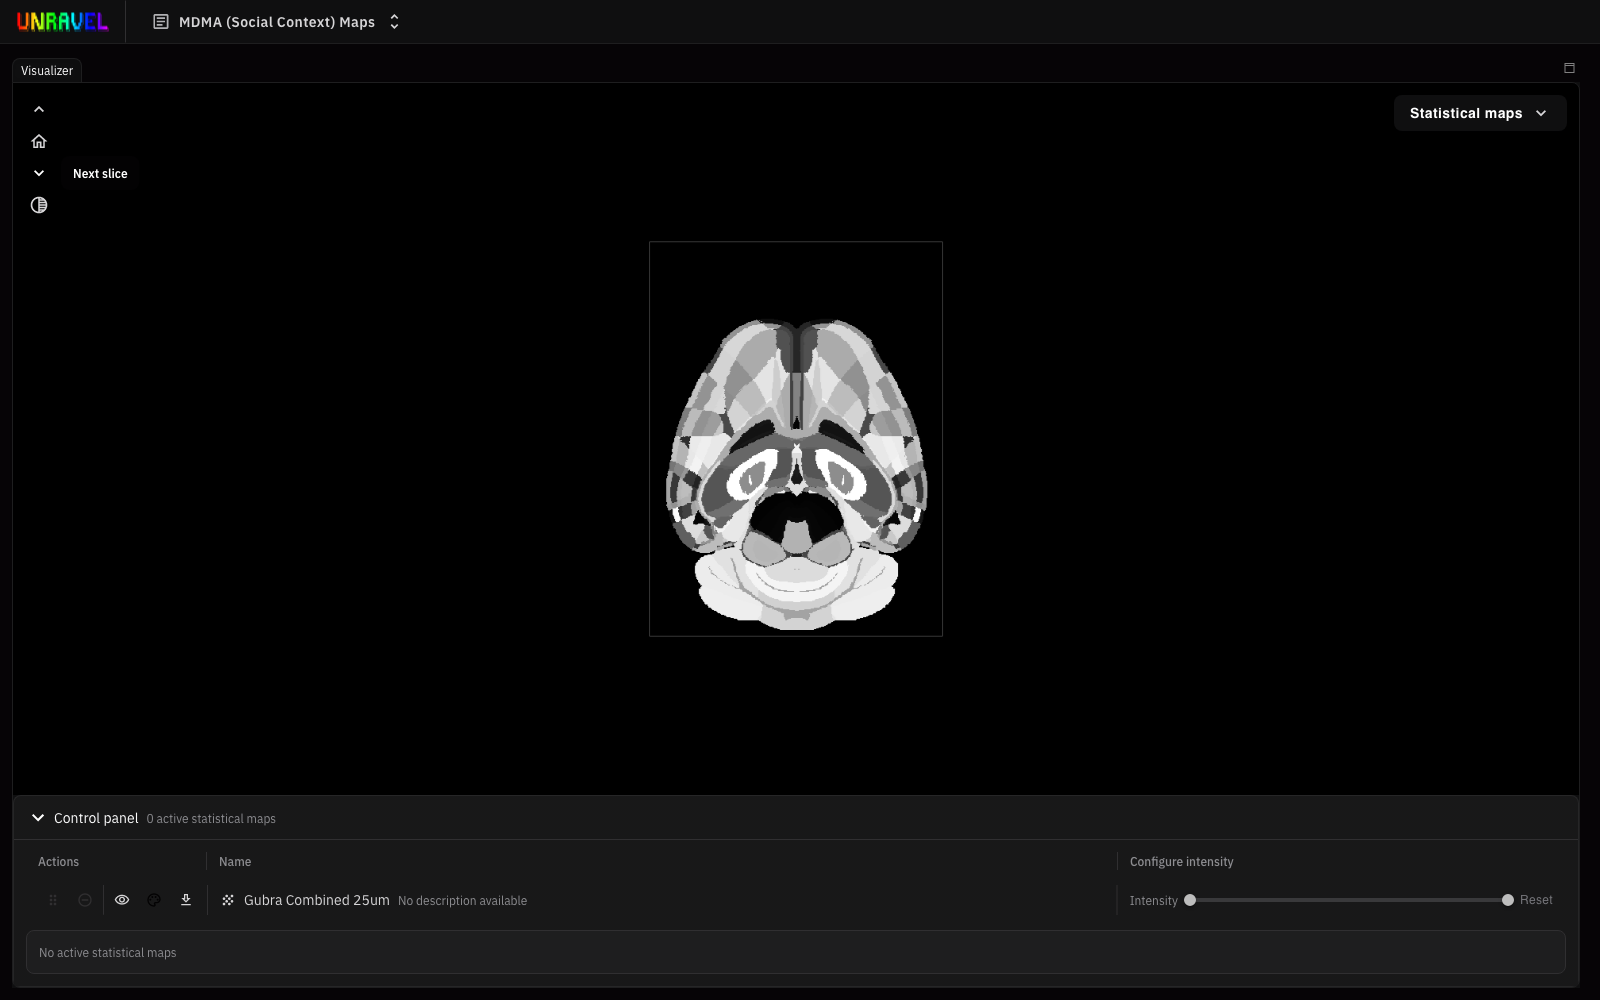 UNRAVEL
MDMA (Social Context) Maps
Visualizer
Statistical maps
Next slice
Control panel 0 active statistical maps
Actions Name Configure intensity
Gubra Combined 25um No description available Intensity Reset
No active statistical maps